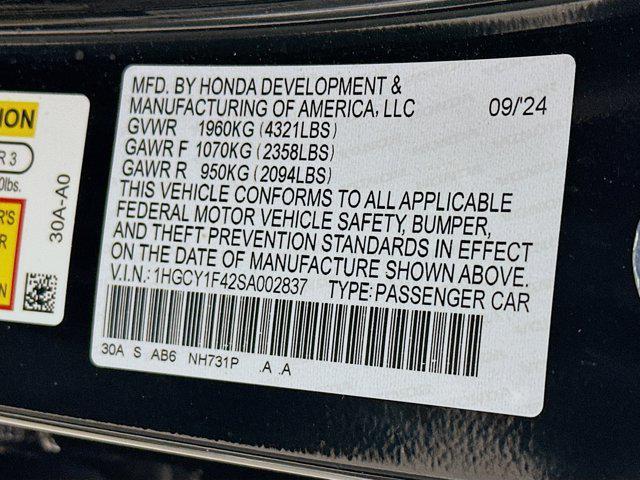 MFD. BY HONDA DEVELOPMENT &
MANUFACTURING OF AMERICA, LLC 09/'24
GVWR 1960KG (4321LBS)
GAWR F 1070KG (2358LBS)
GAWR R 950KG (2094LBS)
THIS VEHICLE CONFORMS TO ALL APPLICABLE
FEDERAL MOTOR VEHICLE SAFETY, BUMPER,
AND THEFT PREVENTION STANDARDS IN EFFECT
ON THE DATE OF MANUFACTURE SHOWN ABOVE.
V.I.N.: 1HGCY1F42SA002837 TYPE: PASSENGER CAR
30A S AB6 NH731P .A .A
30A-A0